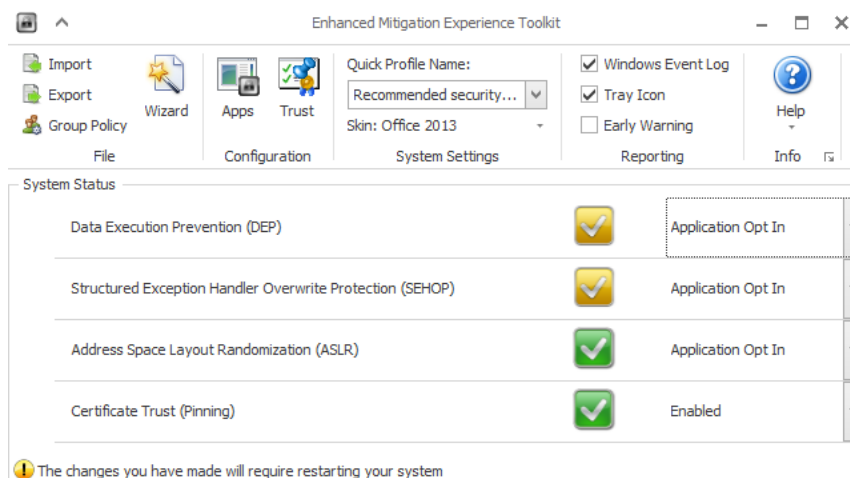 Enhanced Mitigation Experience Toolkit
Import
Export
Group Policy
File
Wizard
Apps
Trust
Configuration
Quick Profile Name:
Recommended security...
Skin: Office 2013
System Settings
Windows Event Log
Tray Icon
Early Warning
Reporting
Help
Info
System Status
Data Execution Prevention (DEP)
Application Opt In
Structured Exception Handler Overwrite Protection (SEHOP)
Application Opt In
Address Space Layout Randomization (ASLR)
Application Opt In
Certificate Trust (Pinning)
Enabled
The changes you have made will require restarting your system